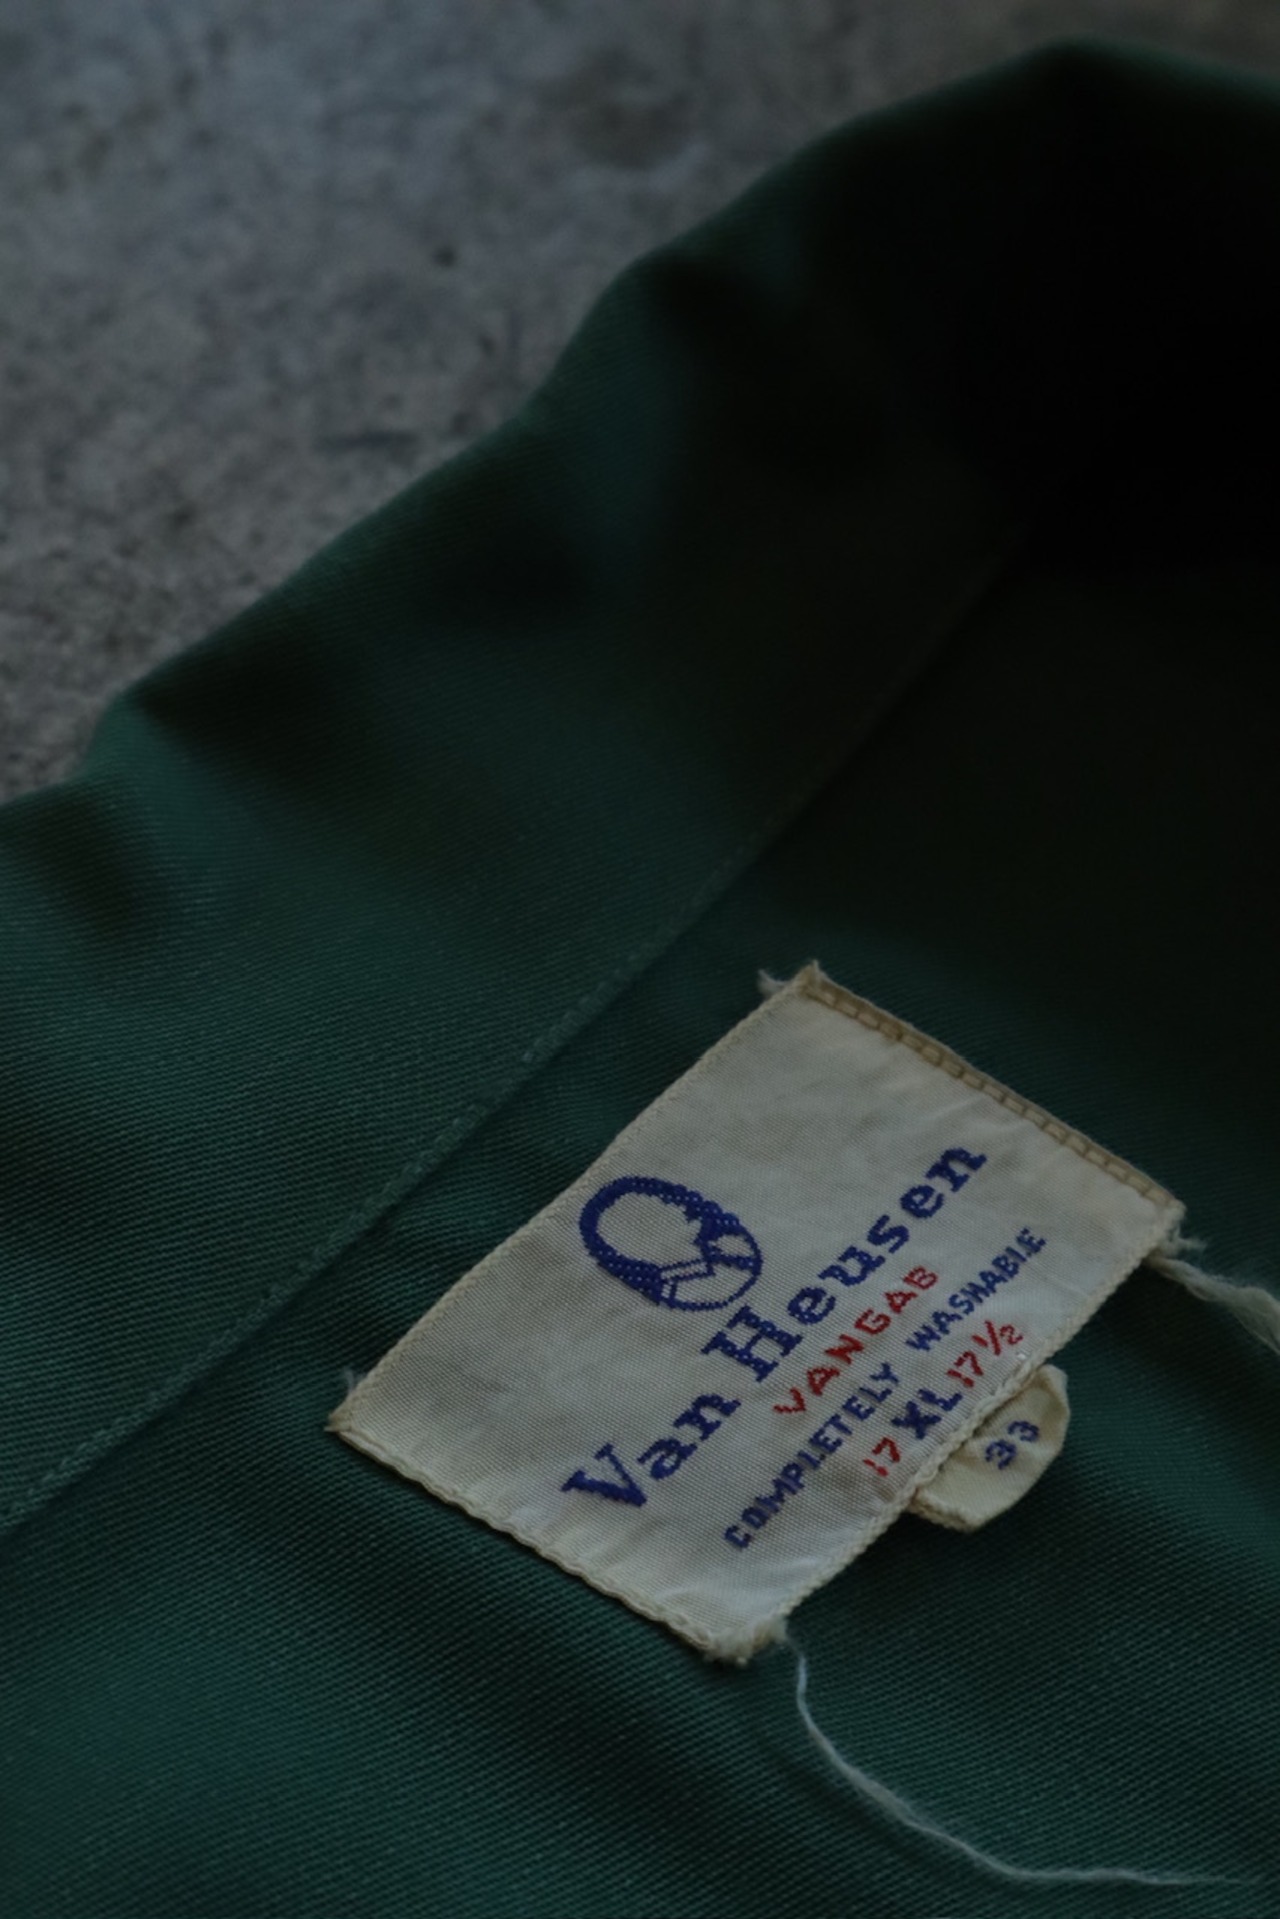 Van Heusen
VANGAB
COMPLETELY WASHABLE
17 XL 17½
33